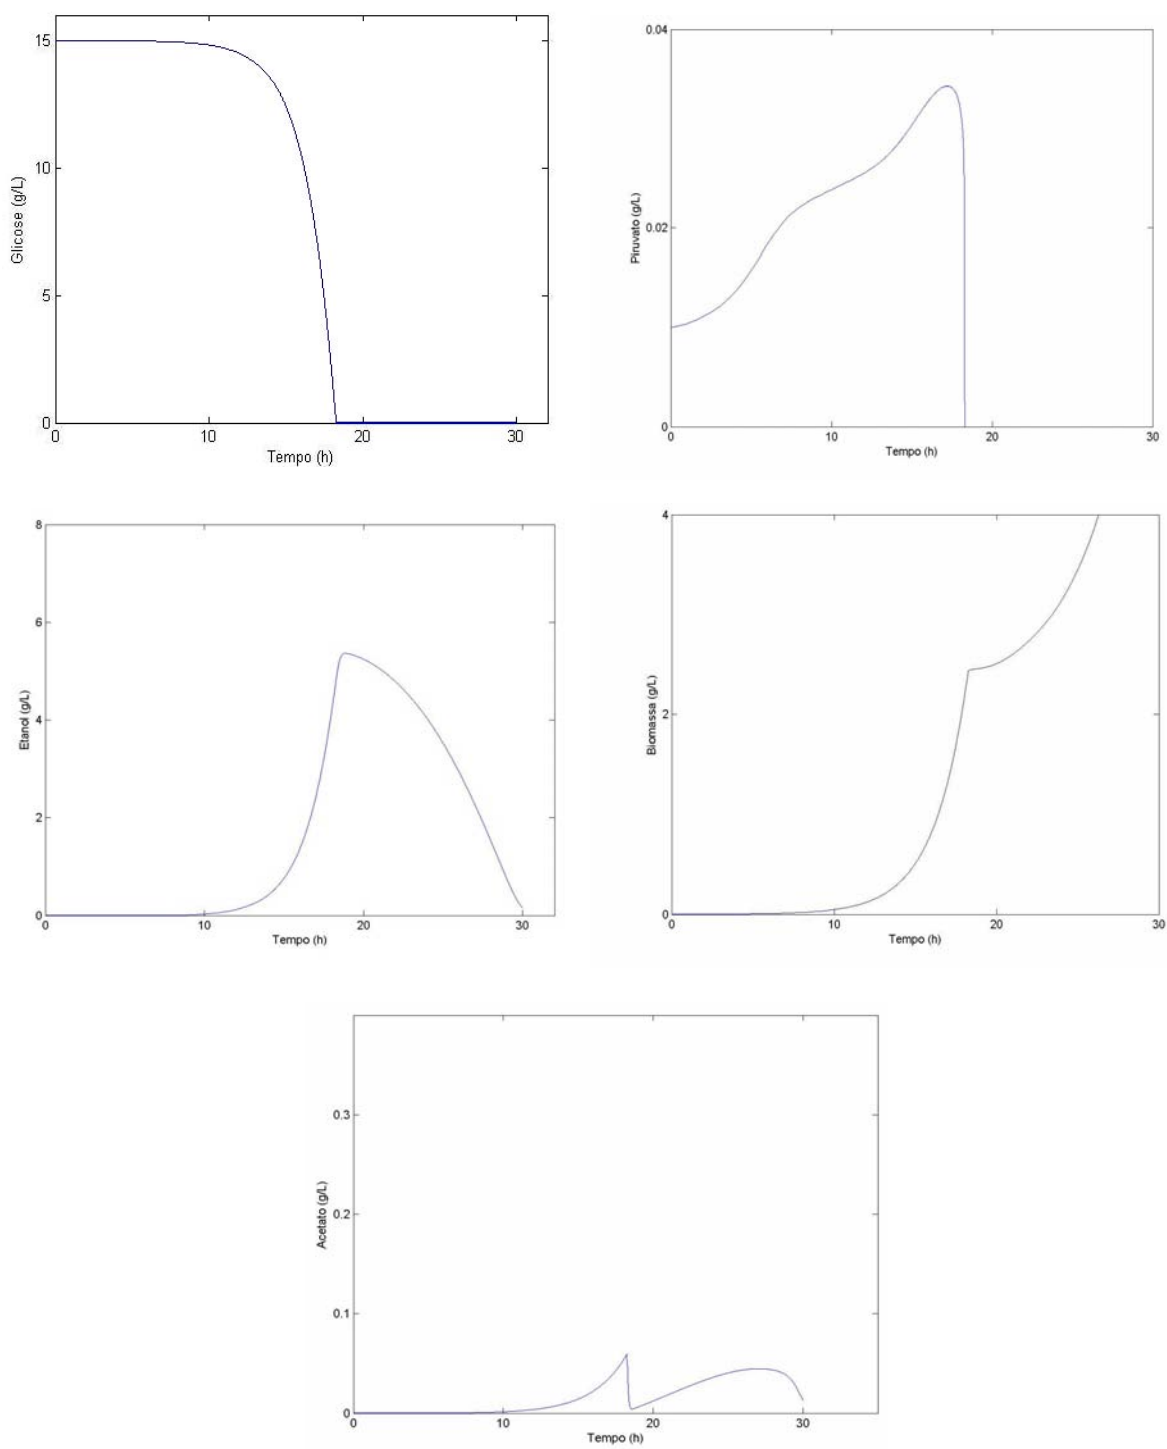 15
10
5
0
Glicose (g/L)
0 10 20 30
Tempo (h)
0.04
0.02
0
Piruvato (g/L)
0 10 20 30
Tempo (h)
8
6
4
2
0
Etanol (g/L)
0 10 20 30
Tempo (h)
4
2
0
Biomassa (g/L)
0 10 20 30
Tempo (h)
0.3
0.2
0.1
0
Acetato (g/L)
0 10 20 30
Tempo (h)